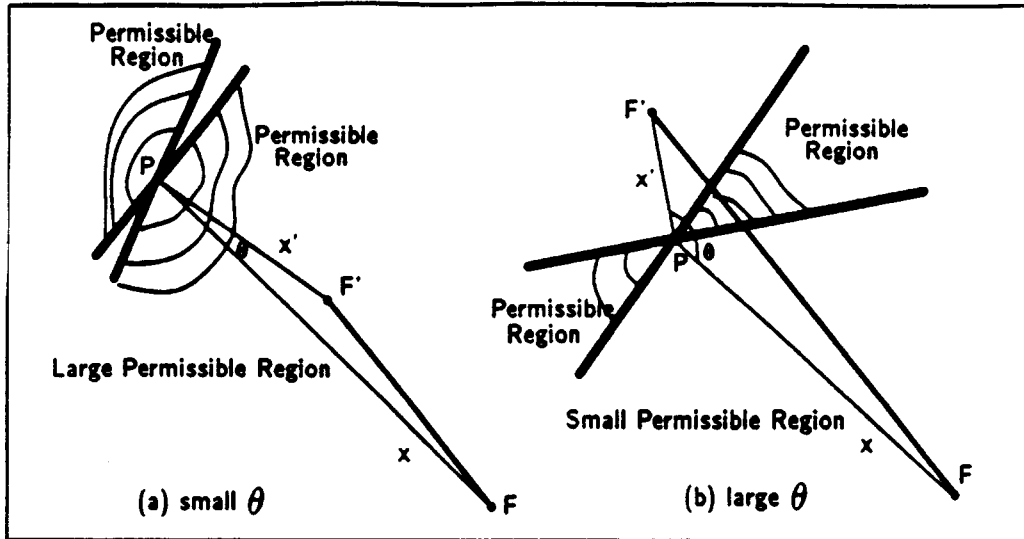 Permissible
Region
Permissible
Region
P
θ
x'
F'
Large Permissible Region
x
F
(a) small θ
F'
Permissible
Region
x'
P
θ
Permissible
Region
Small Permissible Region
x
F
(b) large θ